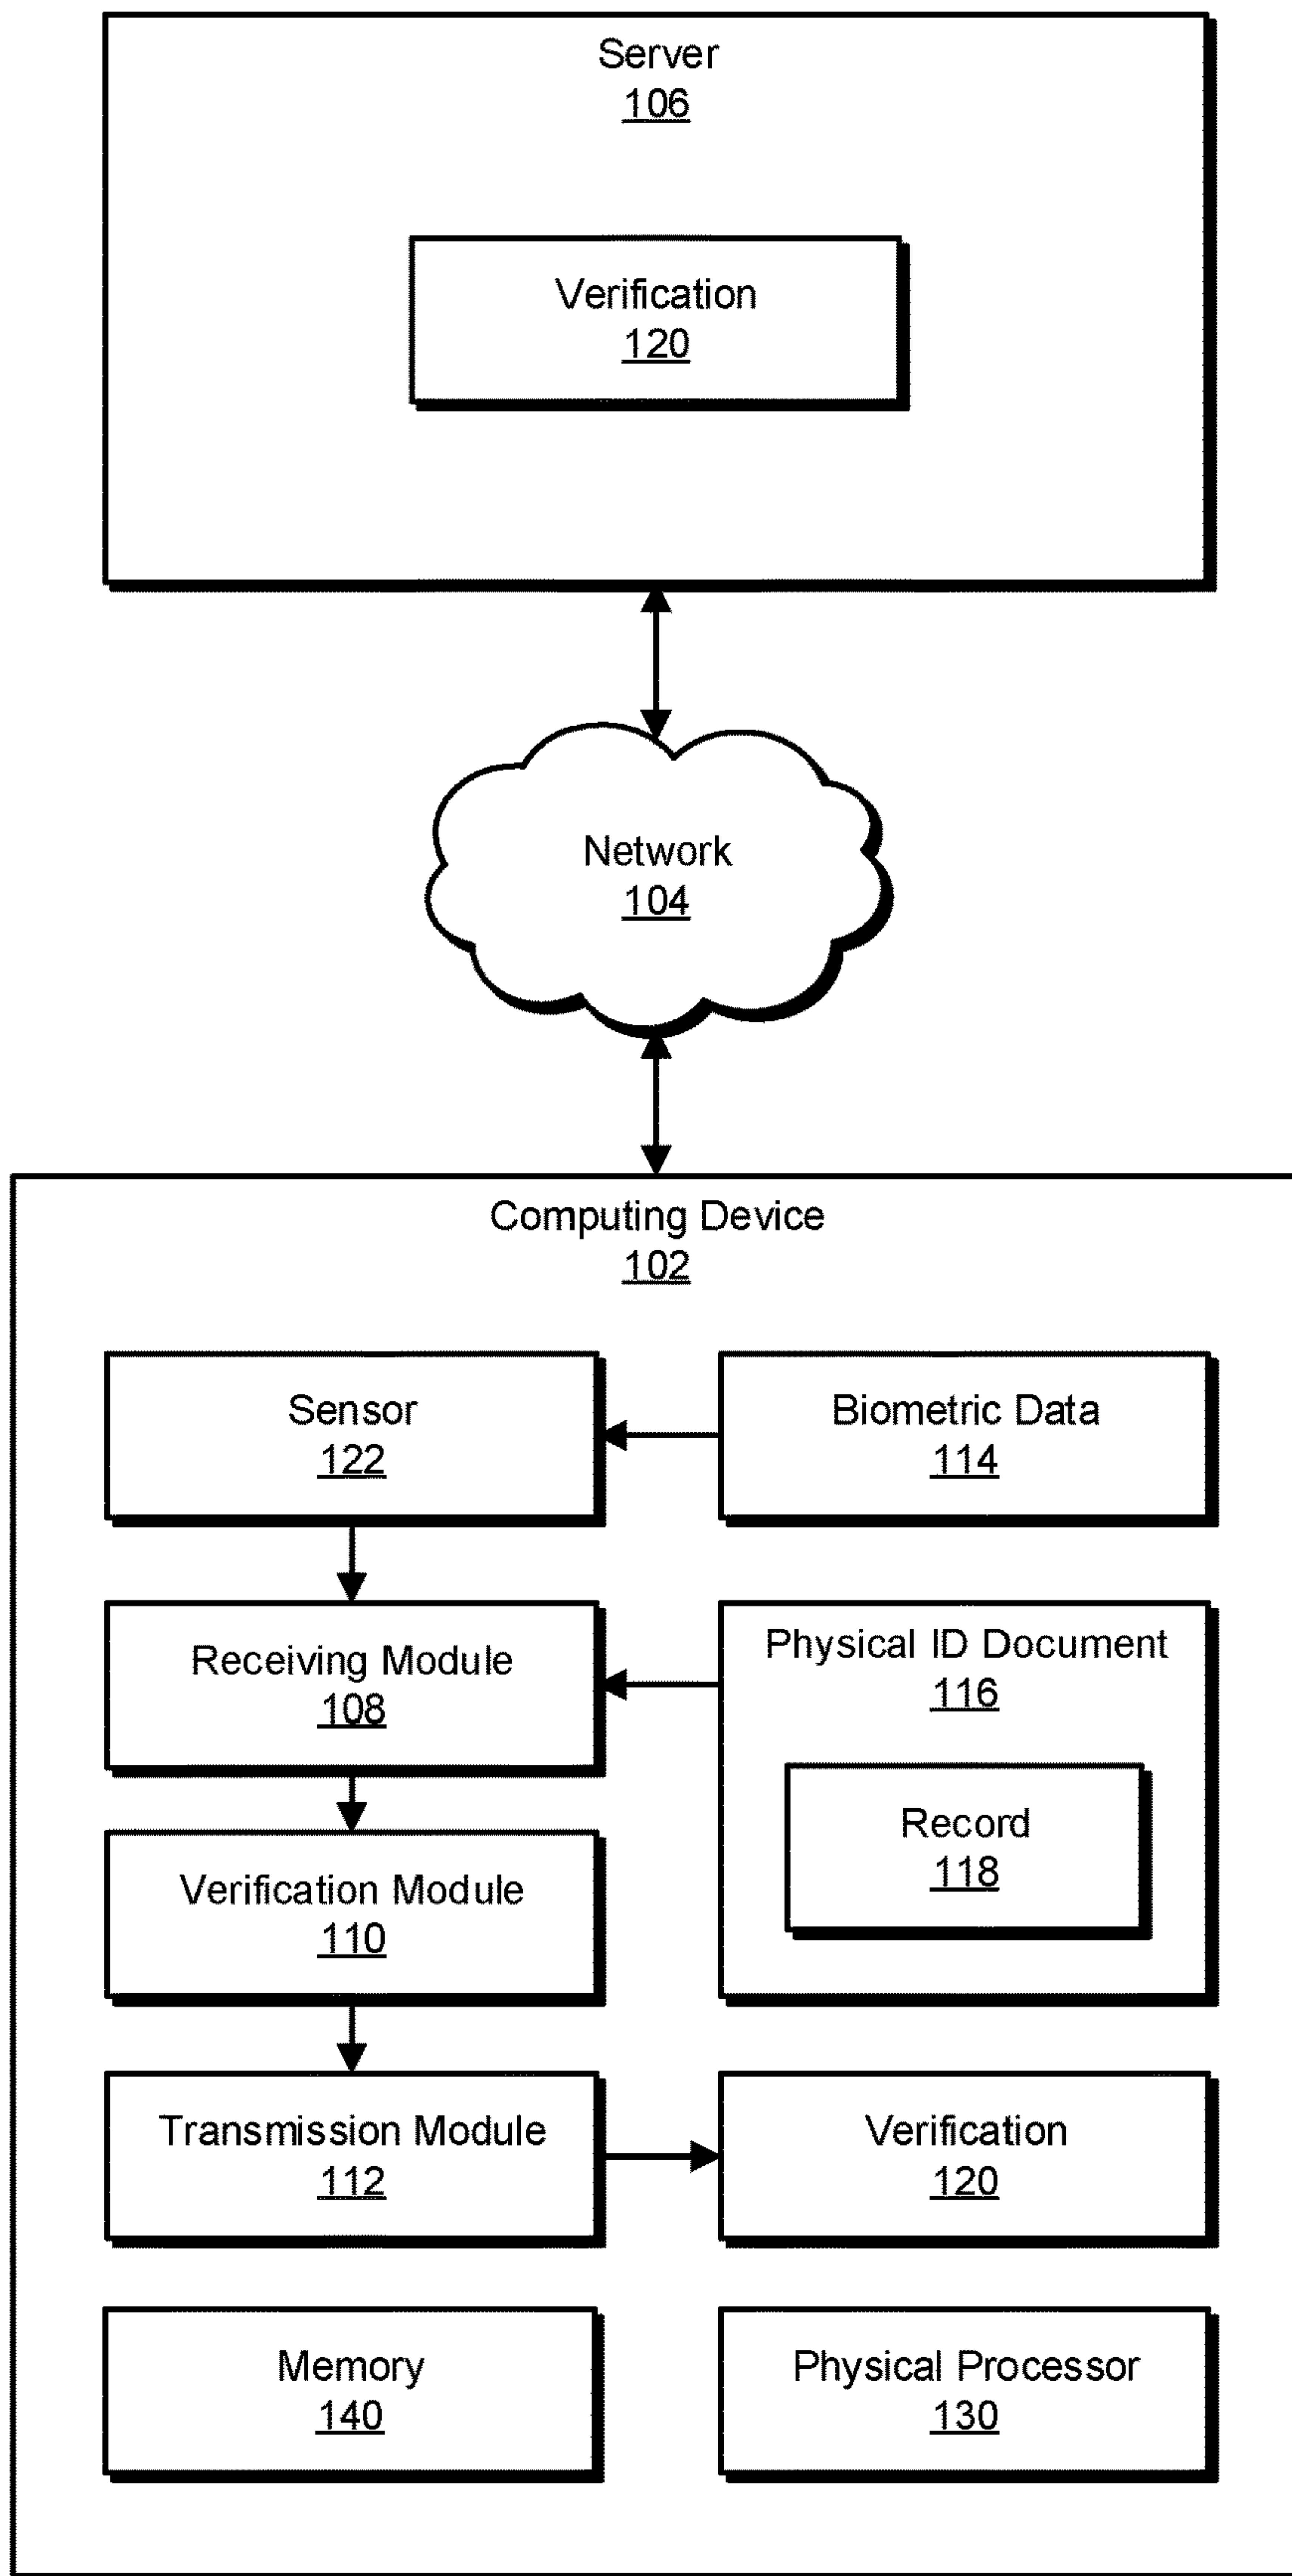 Server
106
Verification
120
Network
104
Computing Device
102
Sensor
122
Biometric Data
114
Receiving Module
108
Physical ID Document
116
Record
118
Verification Module
110
Transmission Module
112
Verification
120
Memory
140
Physical Processor
130